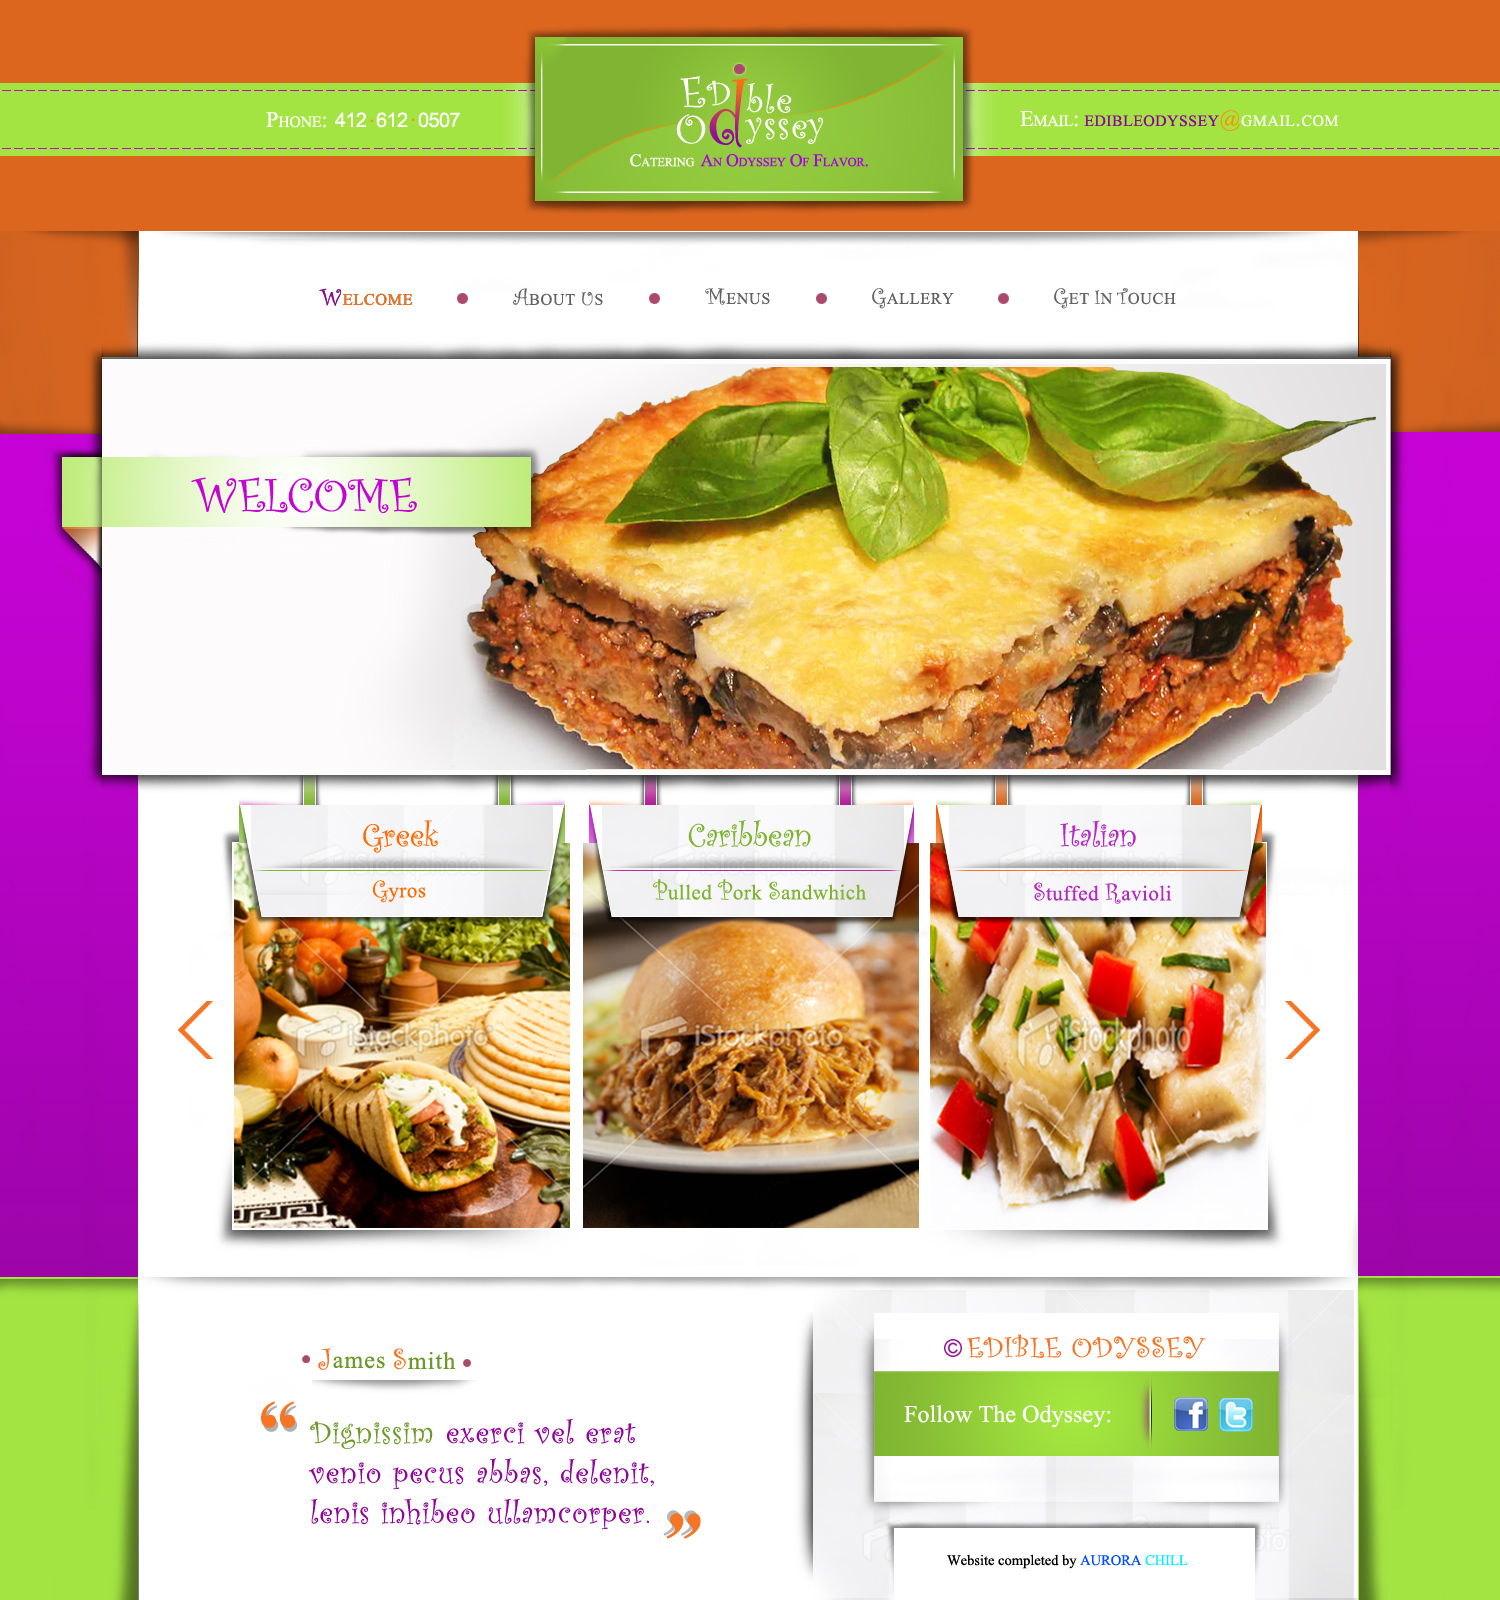 Edible
Odyssey
Catering An Odyssey Of Flavor.
Phone: 412·612·0507
Email: edibleodyssey@gmail.com
Welcome
About Us
Menus
Gallery
Get In Touch
WELCOME
Greek
Gyros
Caribbean
Pulled Pork Sandwhich
Italian
Stuffed Ravioli
iStockphoto
iStockphoto
iStockphoto
James Smith
“ Dignissim exerci vel erat
venio pecus abbas, delenit,
lenis inhibeo ullamcorper. ”
© EDIBLE ODYSSEY
Follow The Odyssey:
Website completed by AURORA CHILL